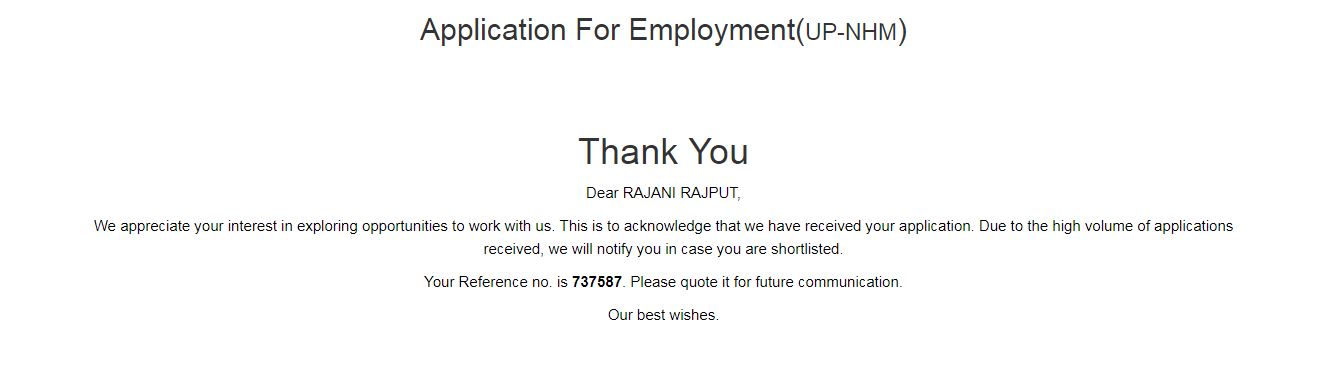 Application For Employment(UP-NHM)
Thank You
Dear RAJANI RAJPUT,
We appreciate your interest in exploring opportunities to work with us. This is to acknowledge that we have received your application. Due to the high volume of applications
received, we will notify you in case you are shortlisted.
Your Reference no. is 737587. Please quote it for future communication.
Our best wishes.